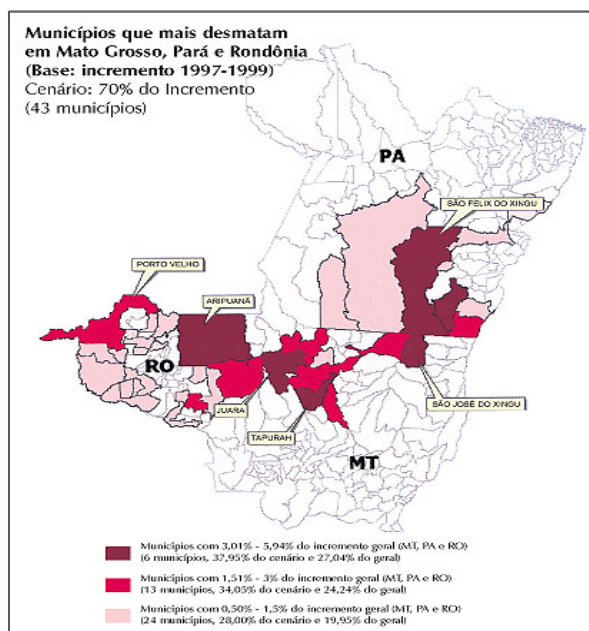 Municípios que mais desmatam
em Mato Grosso, Pará e Rondônia
(Base: incremento 1997-1999)
Cenário: 70% do Incremento
(43 municípios)
PA
SÃO FELIX DO XINGU
PORTO VELHO
ARIPUANÃ
RO
JUARA
SÃO JOSÉ DO XINGU
TAPURAH
MT
Municípios com 3,01% - 5,94% do incremento geral (MT, PA e RO)
(6 municípios, 37,95% do cenário e 27,04% do geral)
Municípios com 1,51% - 3% do incremento geral (MT, PA e RO)
(13 municípios, 34,05% do cenário e 24,24% do geral)
Municípios com 0,50% - 1,5% do incremento geral (MT, PA e RO)
(24 municípios, 28,00% do cenário e 19,95% do geral)